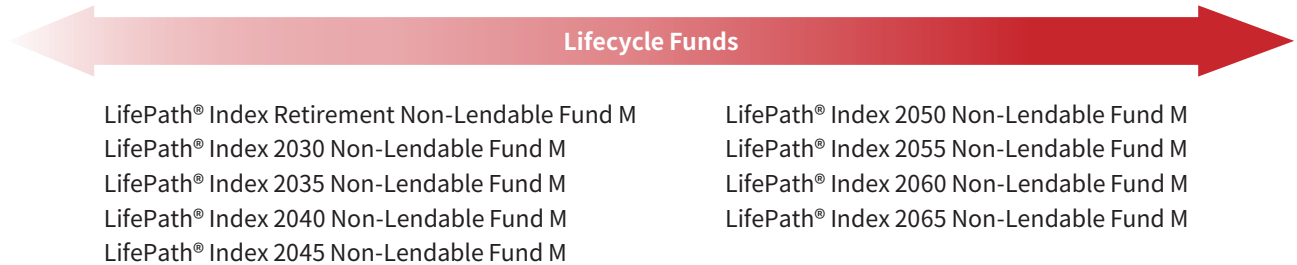 Lifecycle Funds
LifePath® Index Retirement Non-Lendable Fund M
LifePath® Index 2030 Non-Lendable Fund M
LifePath® Index 2035 Non-Lendable Fund M
LifePath® Index 2040 Non-Lendable Fund M
LifePath® Index 2045 Non-Lendable Fund M
LifePath® Index 2050 Non-Lendable Fund M
LifePath® Index 2055 Non-Lendable Fund M
LifePath® Index 2060 Non-Lendable Fund M
LifePath® Index 2065 Non-Lendable Fund M